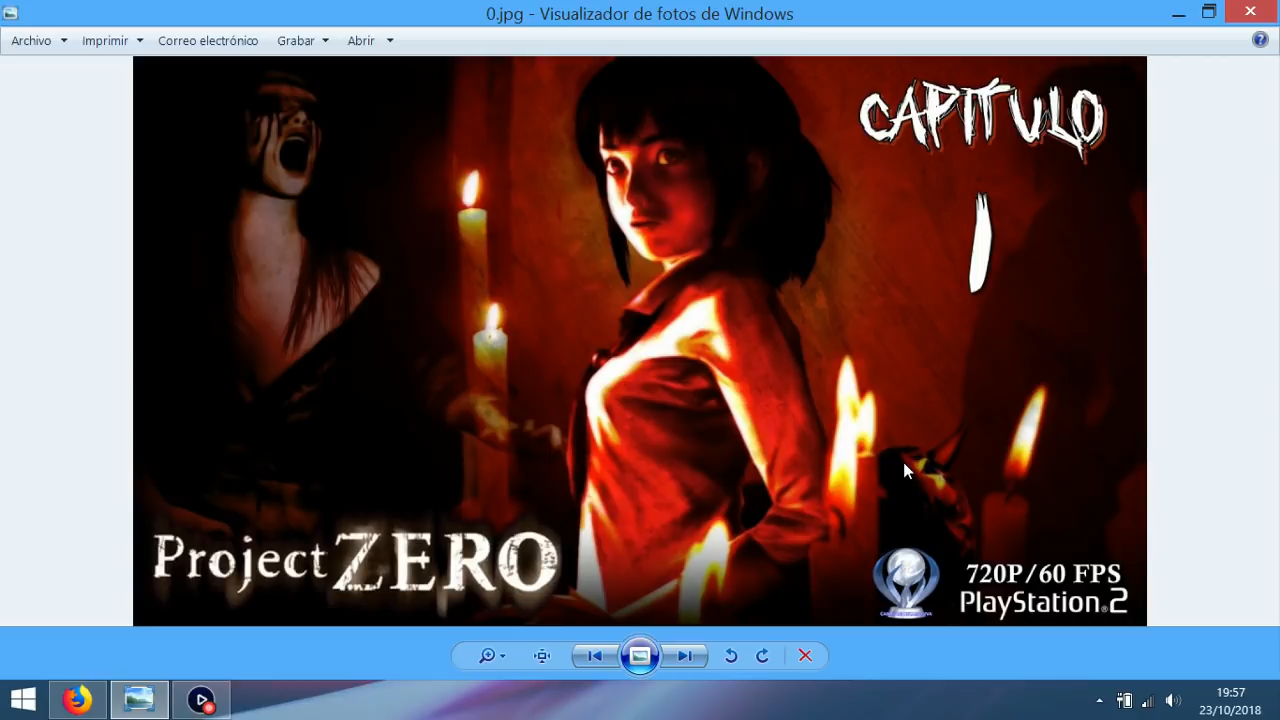 0.jpg - Visualizador de fotos de Windows
Archivo Imprimir Correo electrónico Grabar Abrir
CAPITULO
1
Project ZERO
720P/60 FPS
PlayStation®2
19:57
23/10/2018